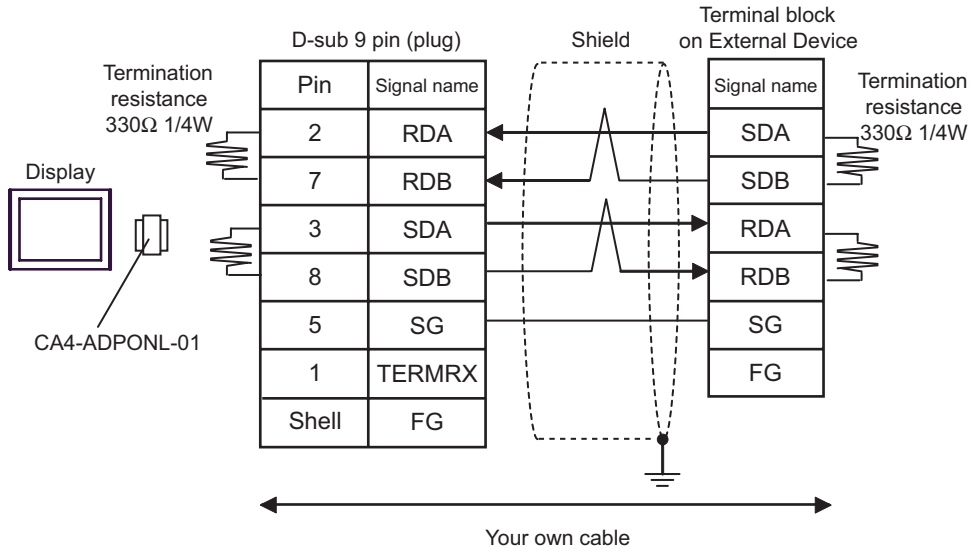 Terminal block
on External Device
D-sub 9 pin (plug)
Shield
Termination
resistance
330Ω 1/4W
Pin
Signal name
Signal name
Termination
resistance
330Ω 1/4W
2
RDA
SDA
7
RDB
SDB
Display
3
SDA
RDA
8
SDB
RDB
5
SG
SG
CA4-ADPONL-01
1
TERMRX
FG
Shell
FG
Your own cable